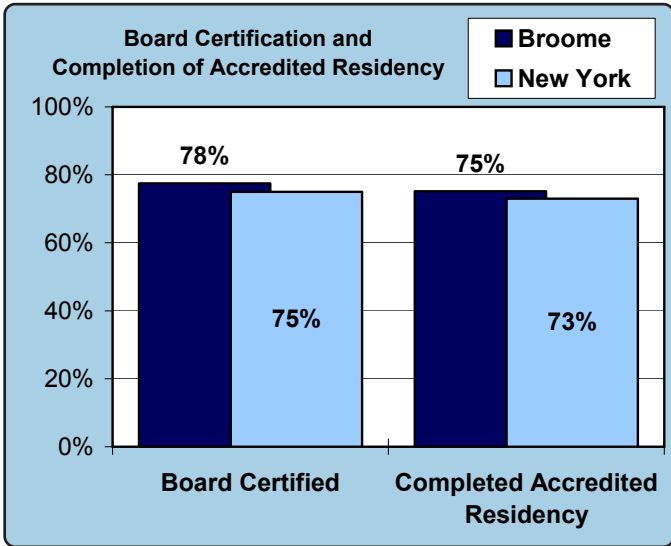 Board Certification and
Completion of Accredited Residency
Broome
New York
100%
80%
60%
40%
20%
0%
78%
75%
75%
73%
Board Certified
Completed Accredited
Residency